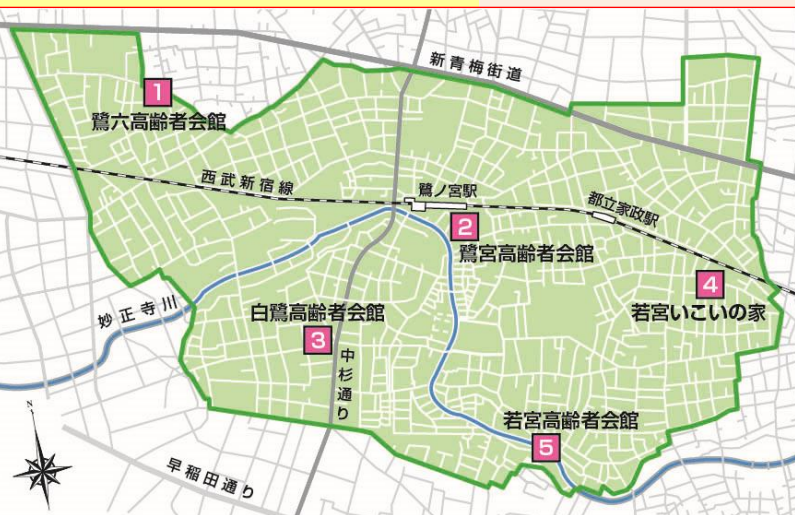 新青梅街道
1
鷺六高齢者会館
西武新宿線
鷺ノ宮駅
都立家政駅
2
鷺宮高齢者会館
4
若宮いこいの家
妙正寺川
白鷺高齢者会館
3
中杉通り
若宮高齢者会館
5
N
早稲田通り